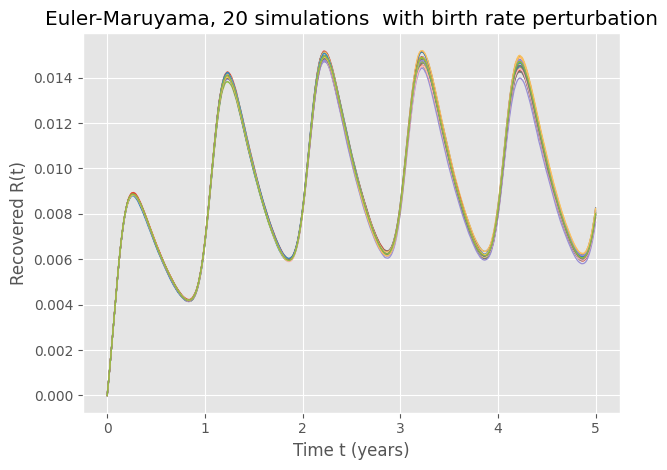 Euler-Maruyama, 20 simulations  with birth rate perturbation
Recovered R(t)
0.014
0.012
0.010
0.008
0.006
0.004
0.002
0.000
0 1 2 3 4 5
Time t (years)